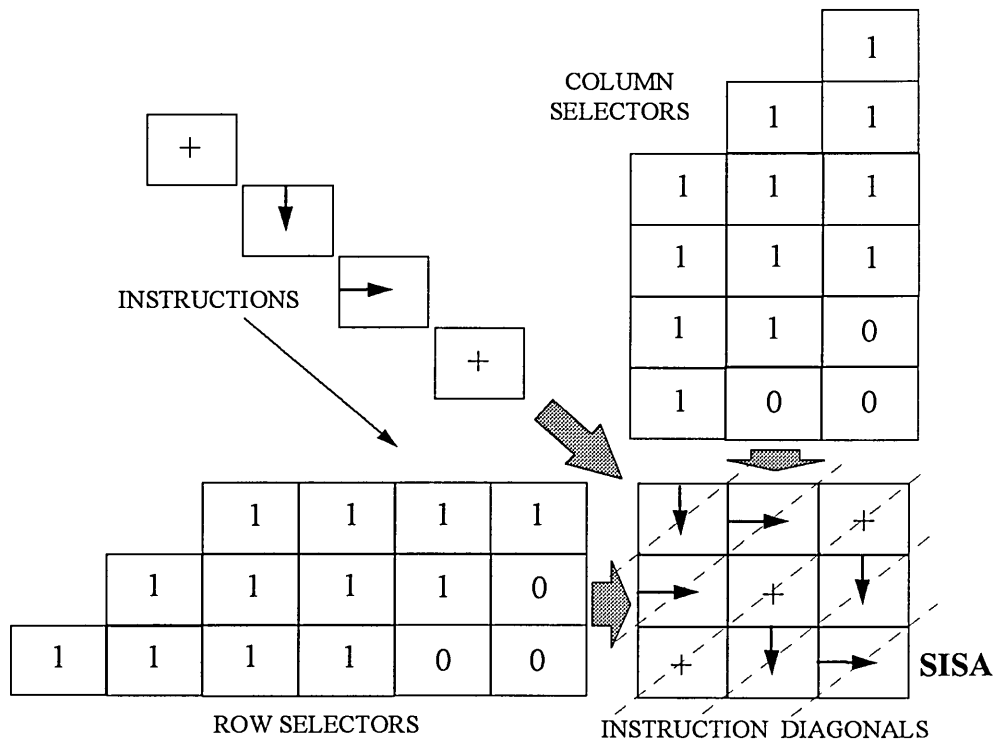 1
COLUMN
SELECTORS
1 1
+
1 1 1
1 1 1
INSTRUCTIONS
1 1 0
+
1 0 0
1 1 1 1
+
1 1 1 1 0
+
1 1 1 1 0 0
+
SISA
ROW SELECTORS
INSTRUCTION DIAGONALS